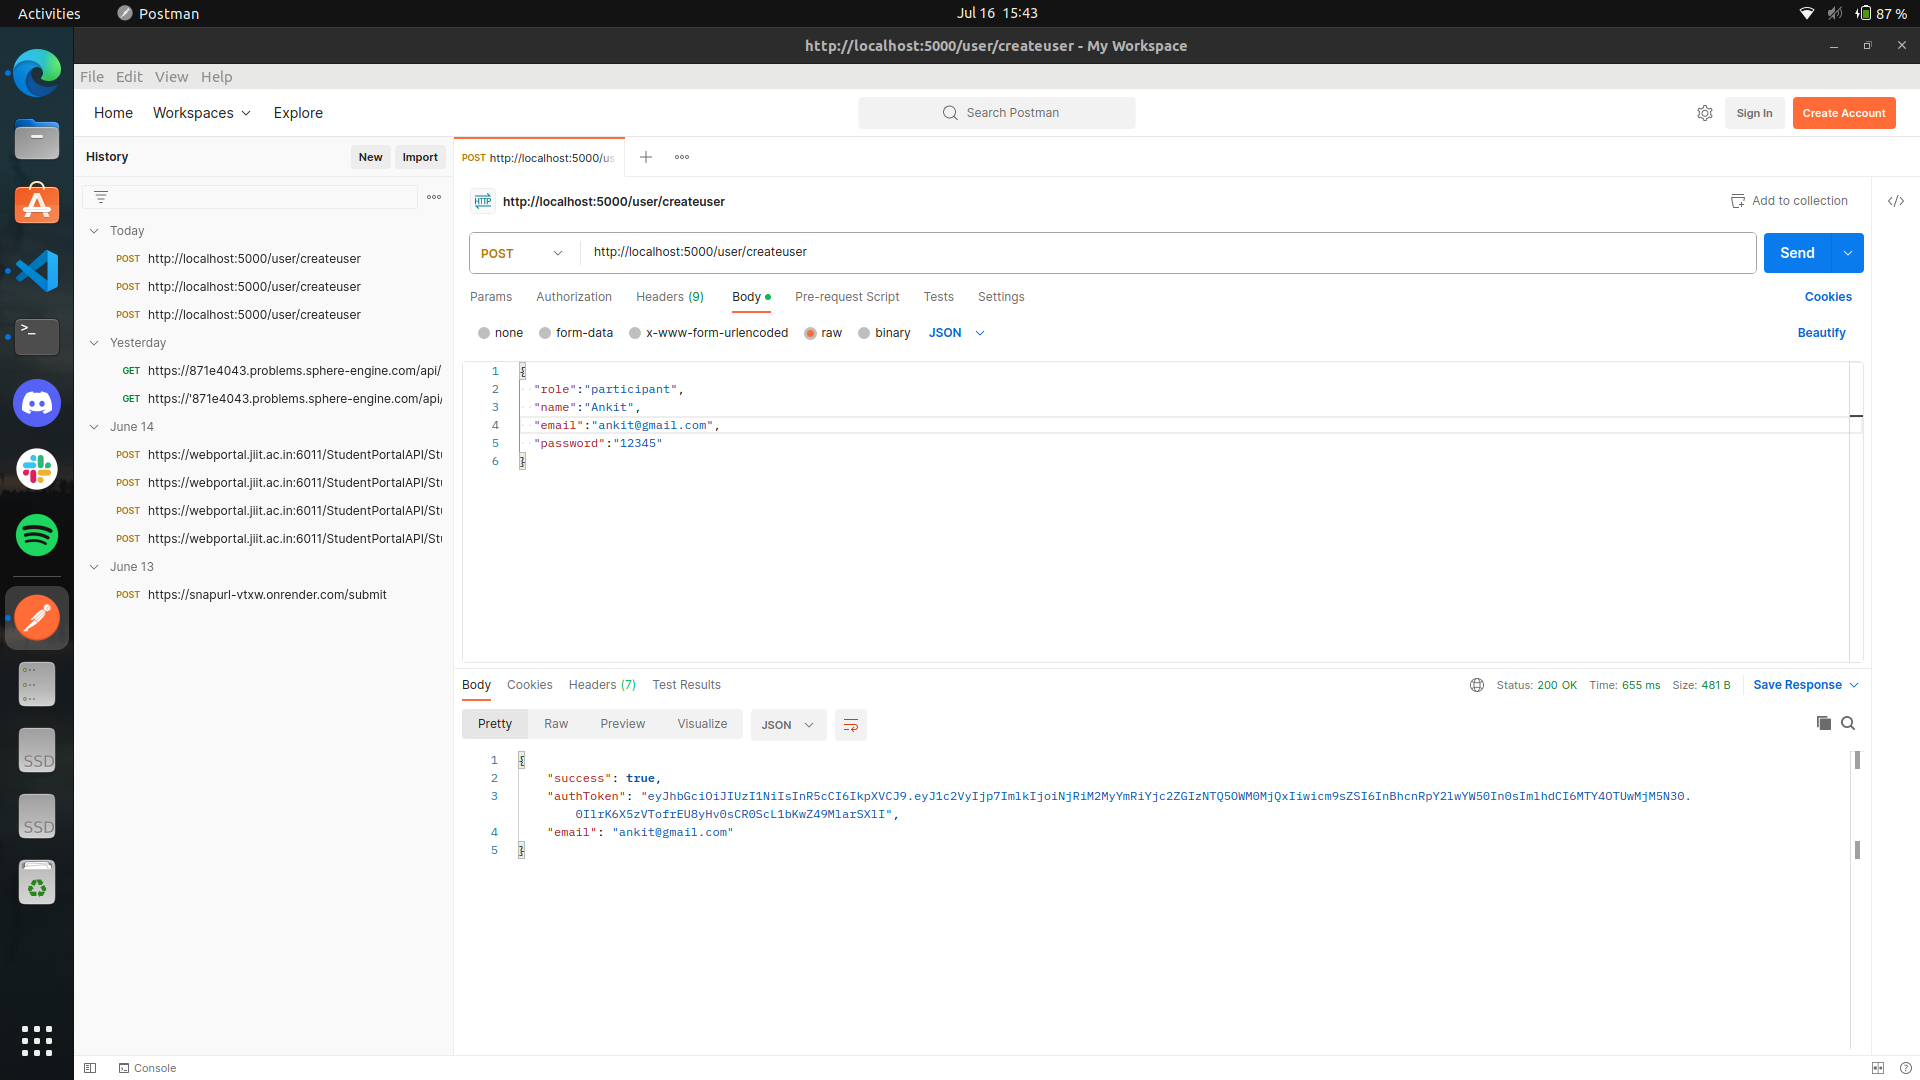 Activities
Postman
Jul 16 15:43
87 %
http://localhost:5000/user/createuser - My Workspace
File Edit View Help
Home
Workspaces
Explore
Search Postman
Sign In
Create Account
History
New
Import
POST http://localhost:5000/us
http://localhost:5000/user/createuser
Add to collection
Today
POST http://localhost:5000/user/createuser
POST http://localhost:5000/user/createuser
POST http://localhost:5000/user/createuser
Yesterday
GET https://871e4043.problems.sphere-engine.com/api/
GET https://'871e4043.problems.sphere-engine.com/api/
June 14
POST https://webportal.jiit.ac.in:6011/StudentPortalAPI/Stu
POST https://webportal.jiit.ac.in:6011/StudentPortalAPI/Stu
POST https://webportal.jiit.ac.in:6011/StudentPortalAPI/Stu
POST https://webportal.jiit.ac.in:6011/StudentPortalAPI/Stu
June 13
POST https://snapurl-vtxw.onrender.com/submit
POST
http://localhost:5000/user/createuser
Send
Params Authorization Headers (9) Body Pre-request Script Tests Settings
Cookies
none form-data x-www-form-urlencoded raw binary JSON
Beautify
1 {
2 "role":"participant",
3 "name":"Ankit",
4 "email":"ankit@gmail.com",
5 "password":"12345"
6 }
Body Cookies Headers (7) Test Results
Status: 200 OK Time: 655 ms Size: 481 B
Save Response
Pretty Raw Preview Visualize JSON
1 {
2 "success": true,
3 "authToken": "eyJhbGciOiJIUzI1NiIsInR5cCI6IkpXVCJ9.eyJ1c2VyIjp7ImlkIjoiNjRiM2MyYmRiYjc2ZGIzNTQ5OWM0MjQxIiwicm9sZSI6InBhcnRpY2lwYW50In0sImlhdCI6MTY4OTUwMjM5N30.
0IlrK6X5zVTofrEU8yHv0sCR0ScL1bKwZ49MlarSXlI",
4 "email": "ankit@gmail.com"
5 }
SSD
SSD
Console